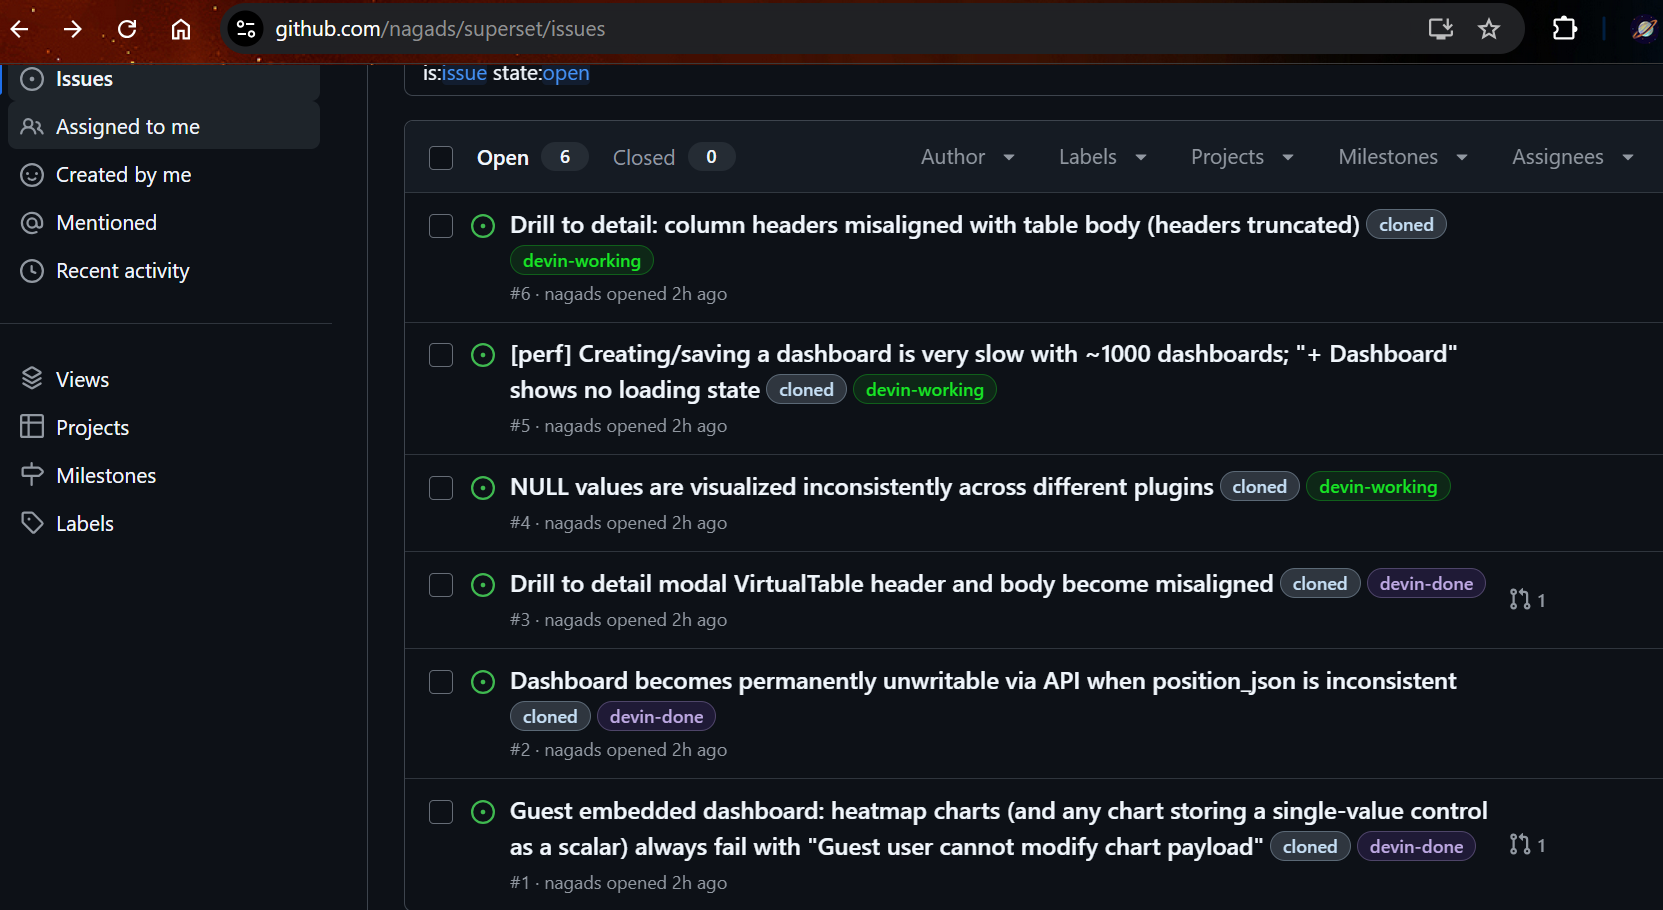 github.com/nagads/superset/issues
Issues
Assigned to me
Created by me
Mentioned
Recent activity
Views
Projects
Milestones
Labels
is:issue state:open
Open 6 Closed 0 Author Labels Projects Milestones Assignees
Drill to detail: column headers misaligned with table body (headers truncated) cloned
devin-working
#6 · nagads opened 2h ago
[perf] Creating/saving a dashboard is very slow with ~1000 dashboards; "+ Dashboard"
shows no loading state cloned devin-working
#5 · nagads opened 2h ago
NULL values are visualized inconsistently across different plugins cloned devin-working
#4 · nagads opened 2h ago
Drill to detail modal VirtualTable header and body become misaligned cloned devin-done 1
#3 · nagads opened 2h ago
Dashboard becomes permanently unwritable via API when position_json is inconsistent
cloned devin-done
#2 · nagads opened 2h ago
Guest embedded dashboard: heatmap charts (and any chart storing a single-value control
as a scalar) always fail with "Guest user cannot modify chart payload" cloned devin-done 1
#1 · nagads opened 2h ago